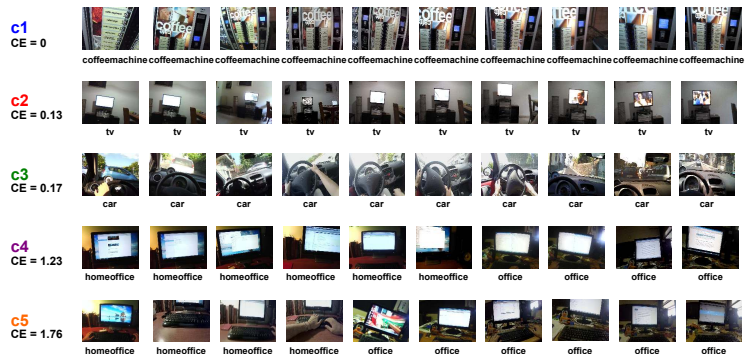 c1
CE = 0
coffeemachine coffeemachine coffeemachine coffeemachine coffeemachine coffeemachine coffeemachine coffeemachine coffeemachine coffeemachine
c2
CE = 0.13
tv tv tv tv tv tv tv tv tv tv
c3
CE = 0.17
car car car car car car car car car car
c4
CE = 1.23
homeoffice homeoffice homeoffice homeoffice homeoffice homeoffice office office office office
c5
CE = 1.76
homeoffice homeoffice homeoffice homeoffice office office office office office office